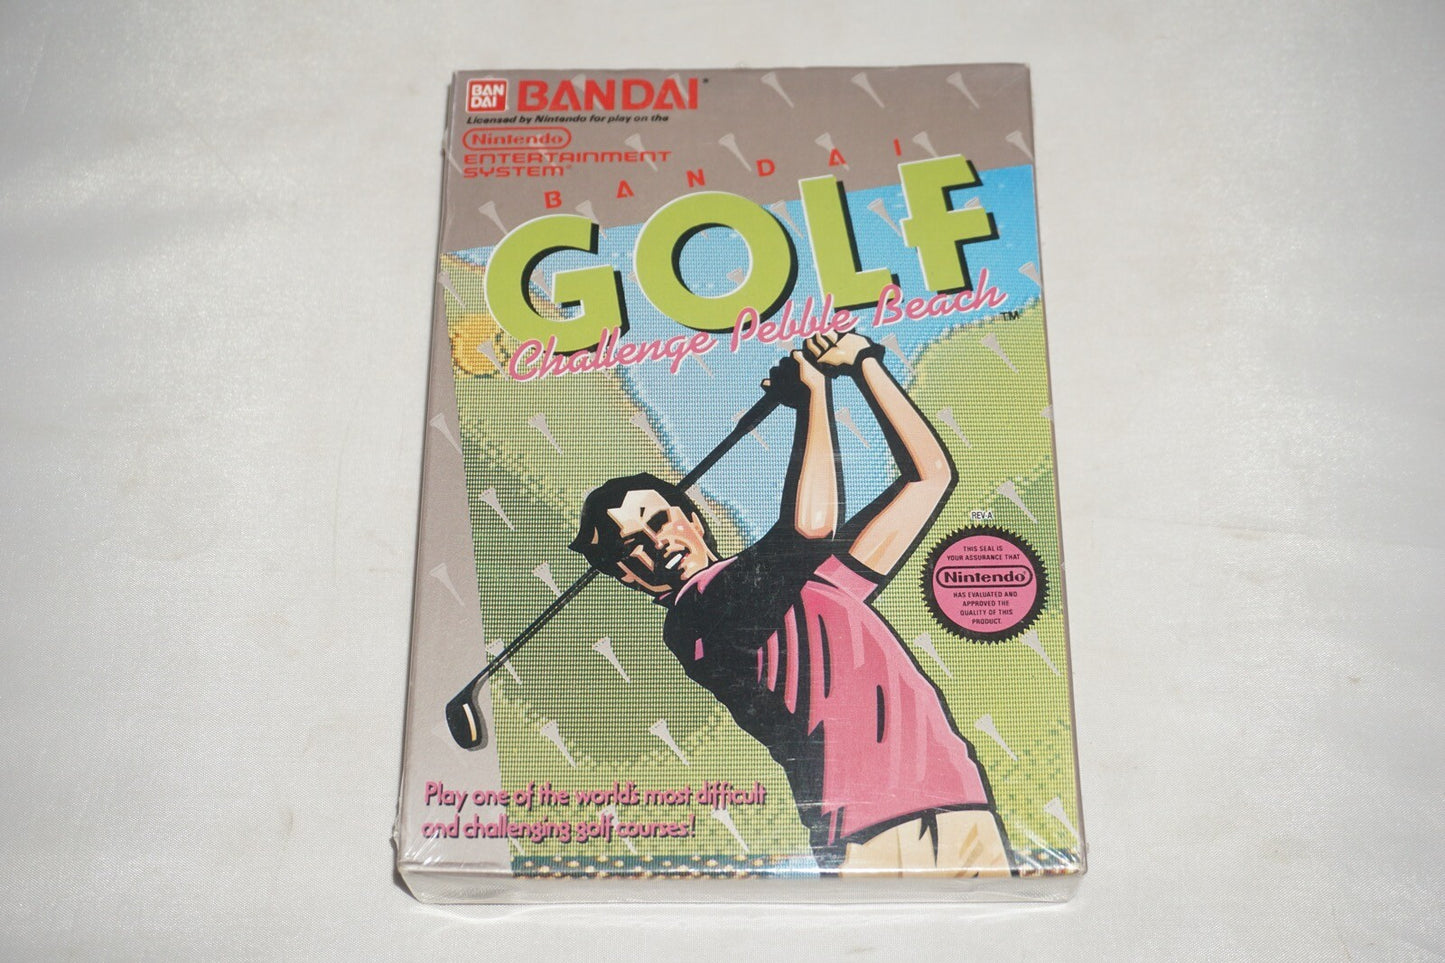 BAN
DAI
BANDAI
Licensed by Nintendo for play on the
Nintendo
ENTERTAINMENT
SYSTEM
BANDAI
GOLF
Challenge Pebble Beach™
REV-A
THIS SEAL IS
YOUR ASSURANCE THAT
Nintendo
HAS EVALUATED AND
APPROVED THE
QUALITY OF THIS
PRODUCT.
Play one of the world's most difficult
and challenging golf courses!